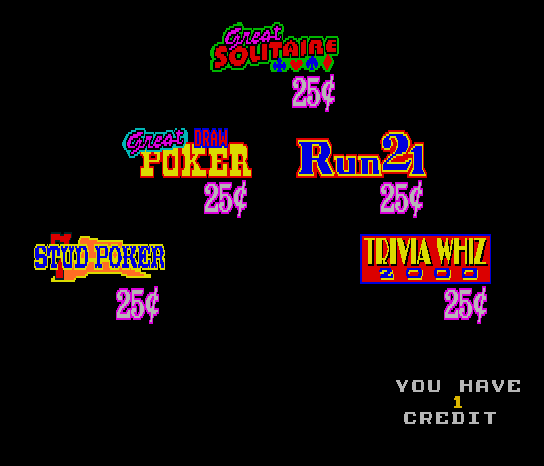 Great
SOLITAIRE
25¢
Great DRAW
POKER
25¢
Run21
25¢
7
STUD POKER
25¢
TRIVIA WHIZ
2000
25¢
YOU HAVE
1
CREDIT